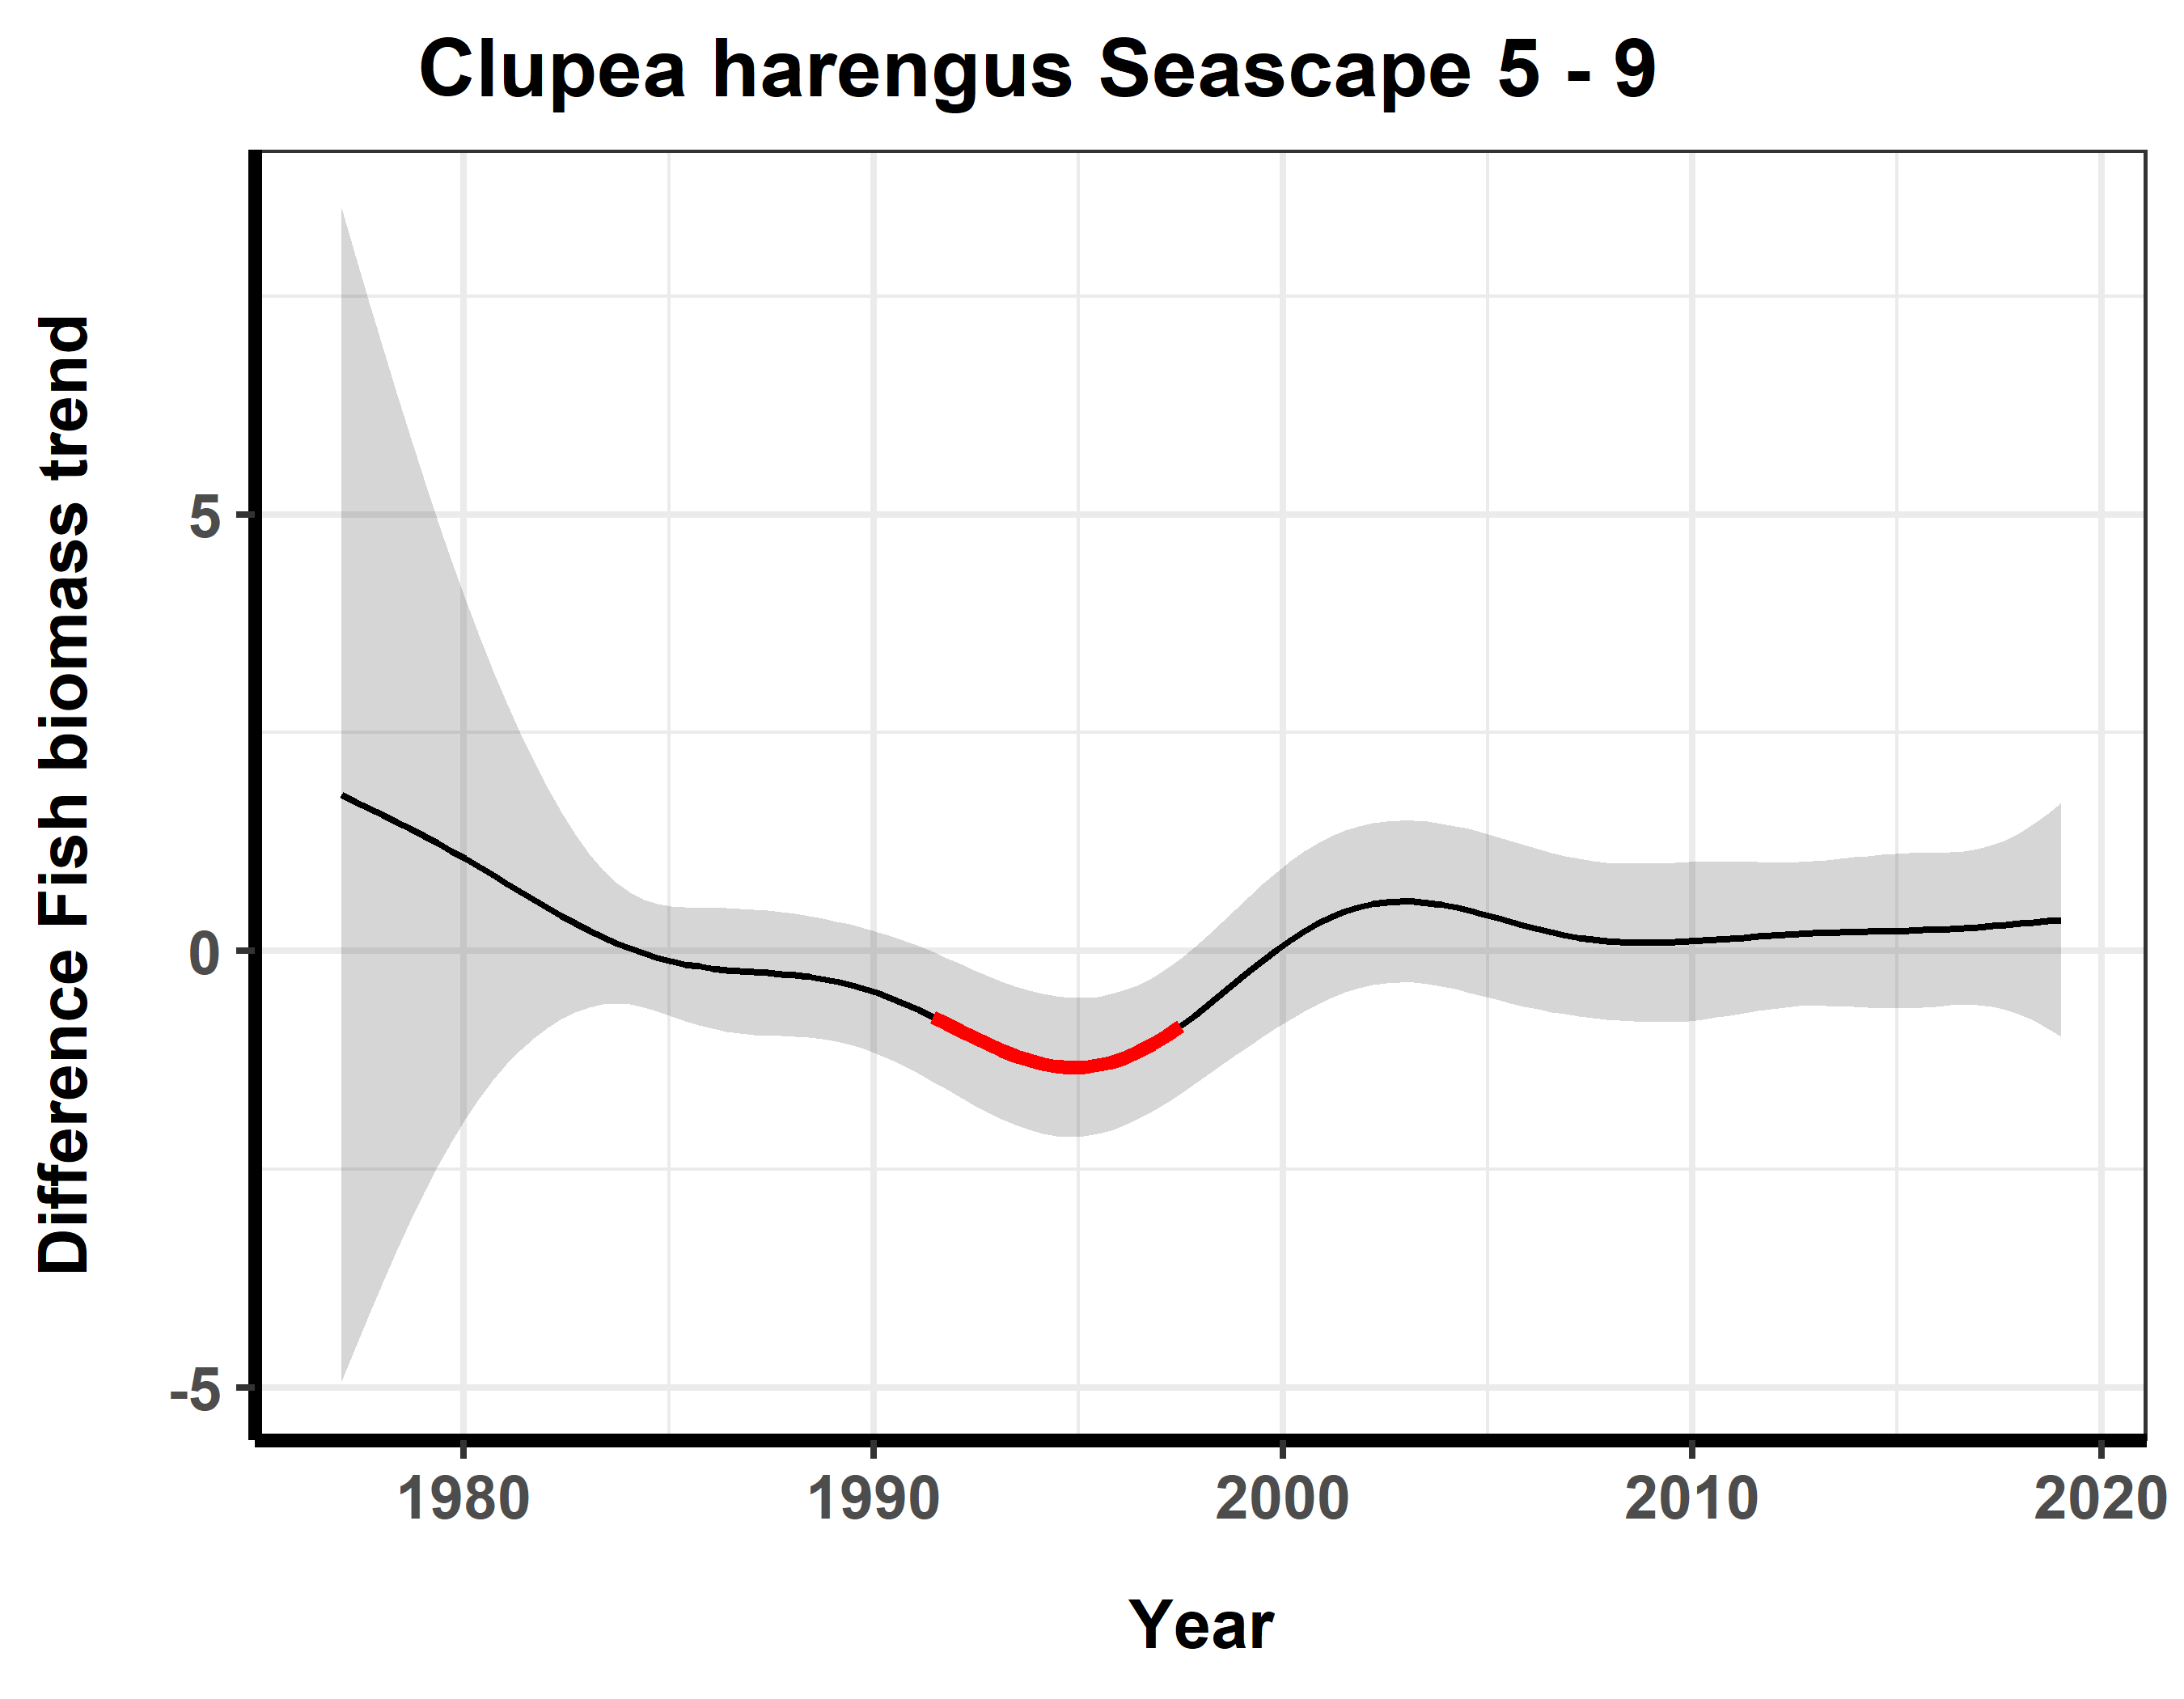 Clupea harengus Seascape 5 - 9
Difference Fish biomass trend
5
0
-5
1980 1990 2000 2010 2020
Year